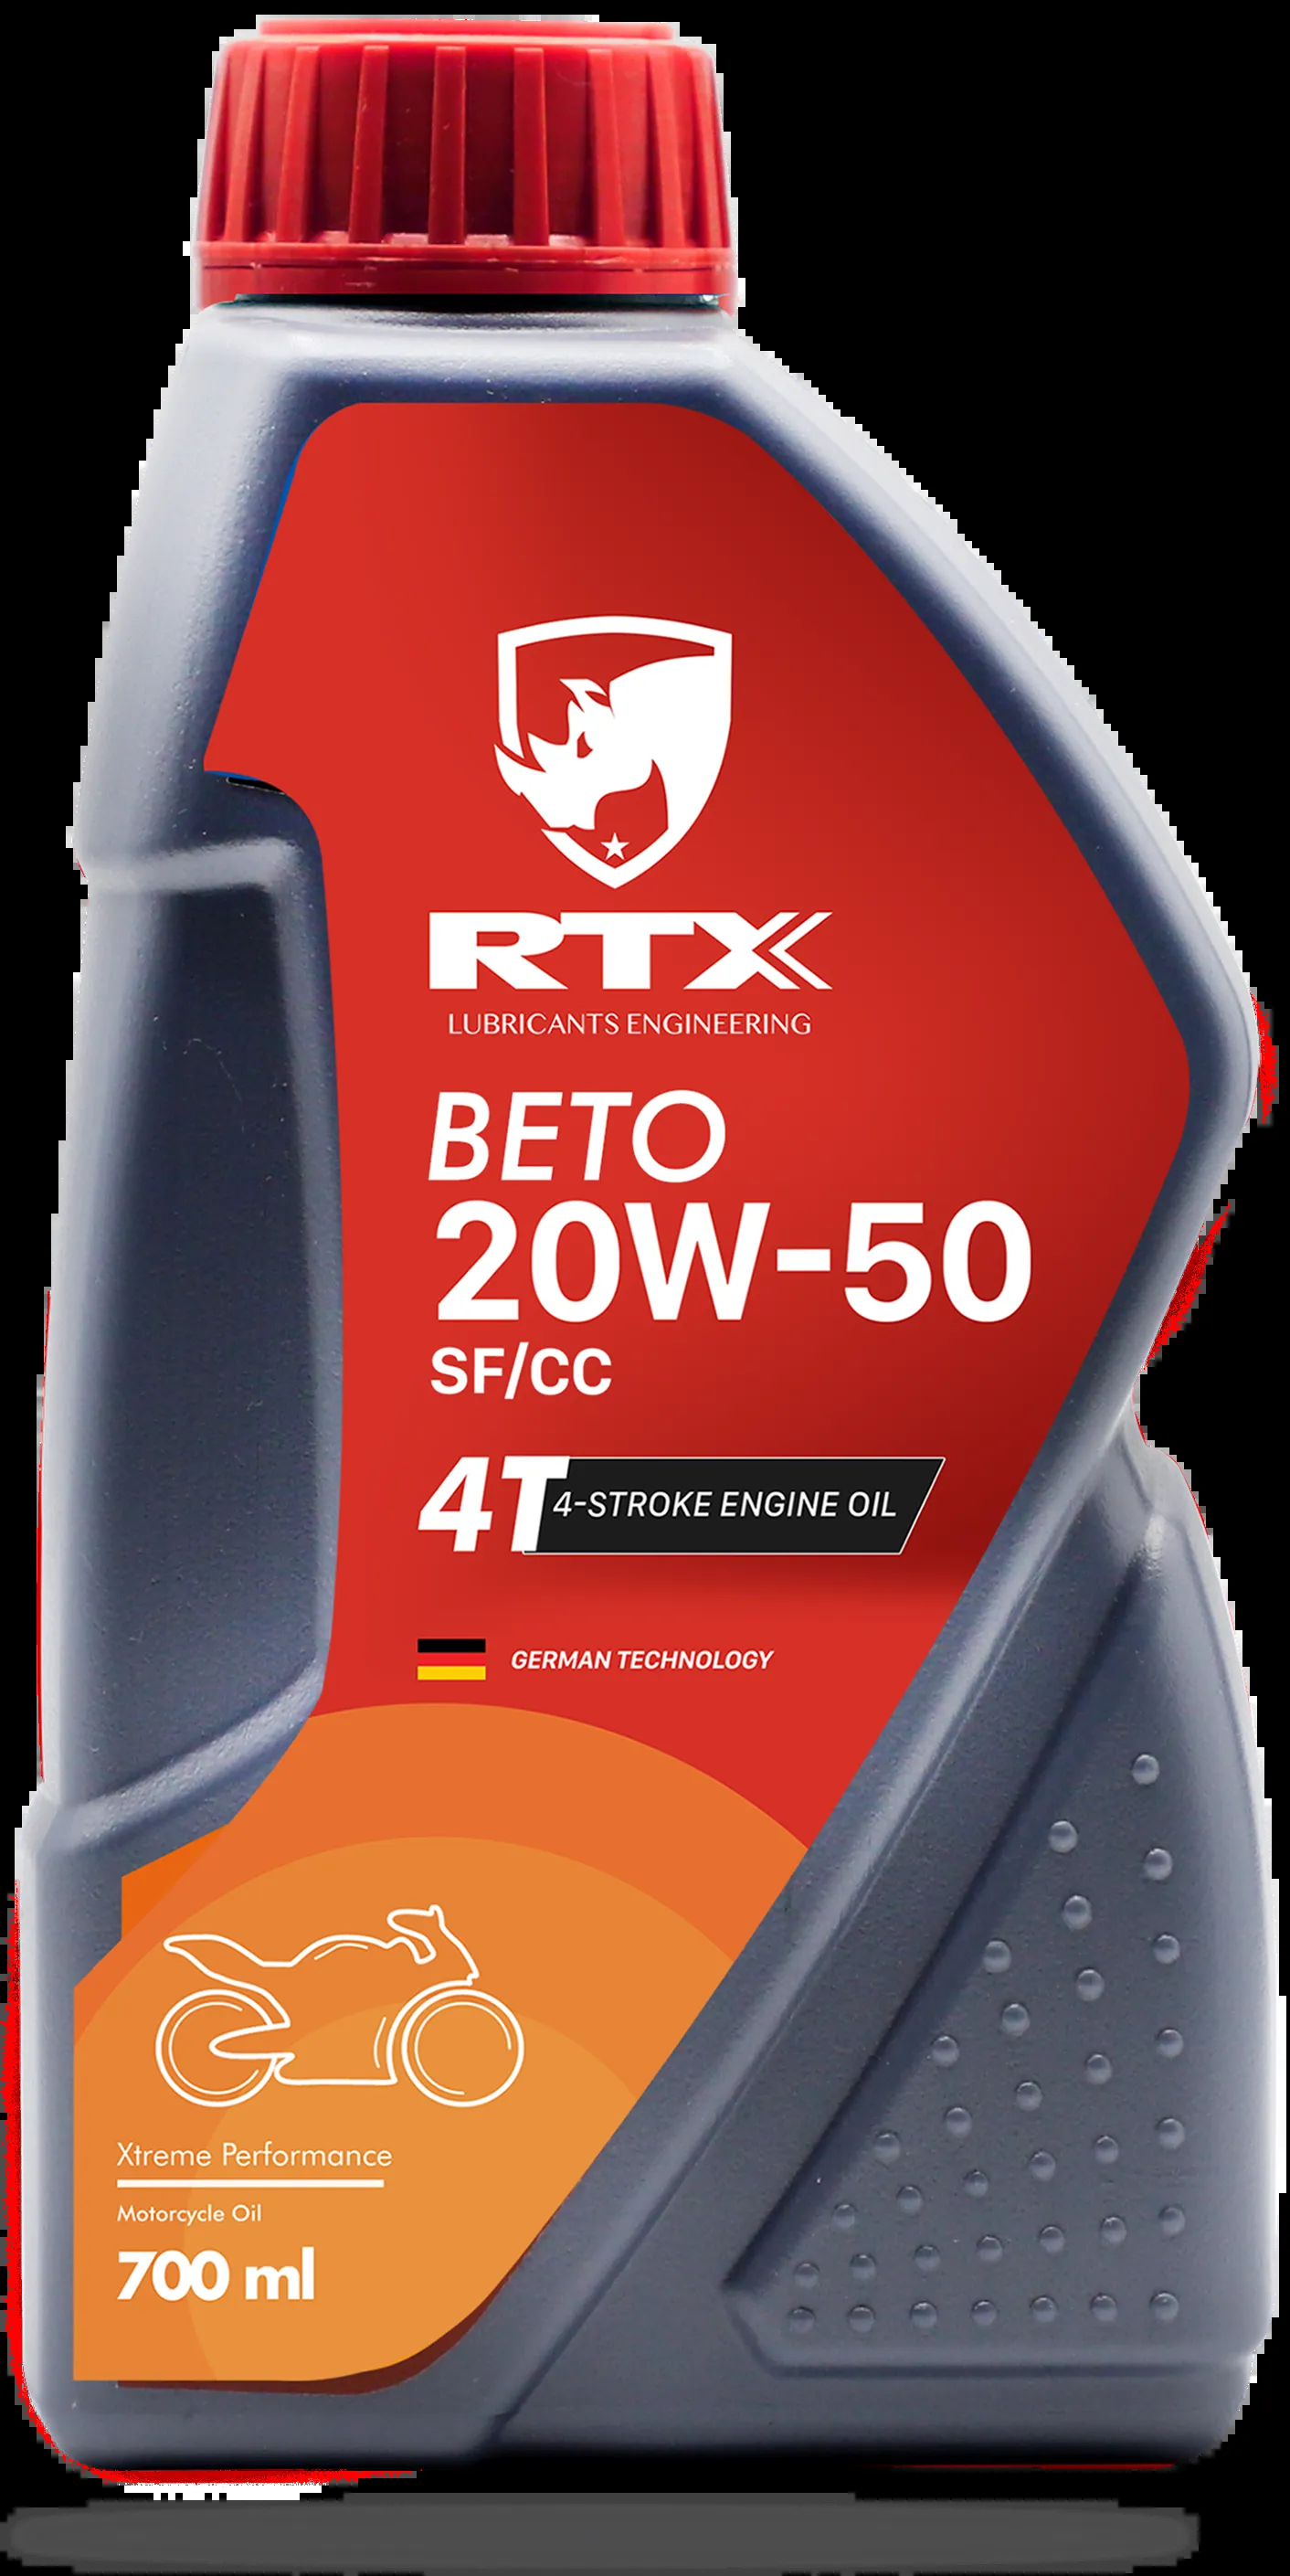 RTX
LUBRICANTS ENGINEERING
BETO
20W-50
SF/CC
4T 4-STROKE ENGINE OIL
GERMAN TECHNOLOGY
Xtreme Performance
Motorcycle Oil
700 ml